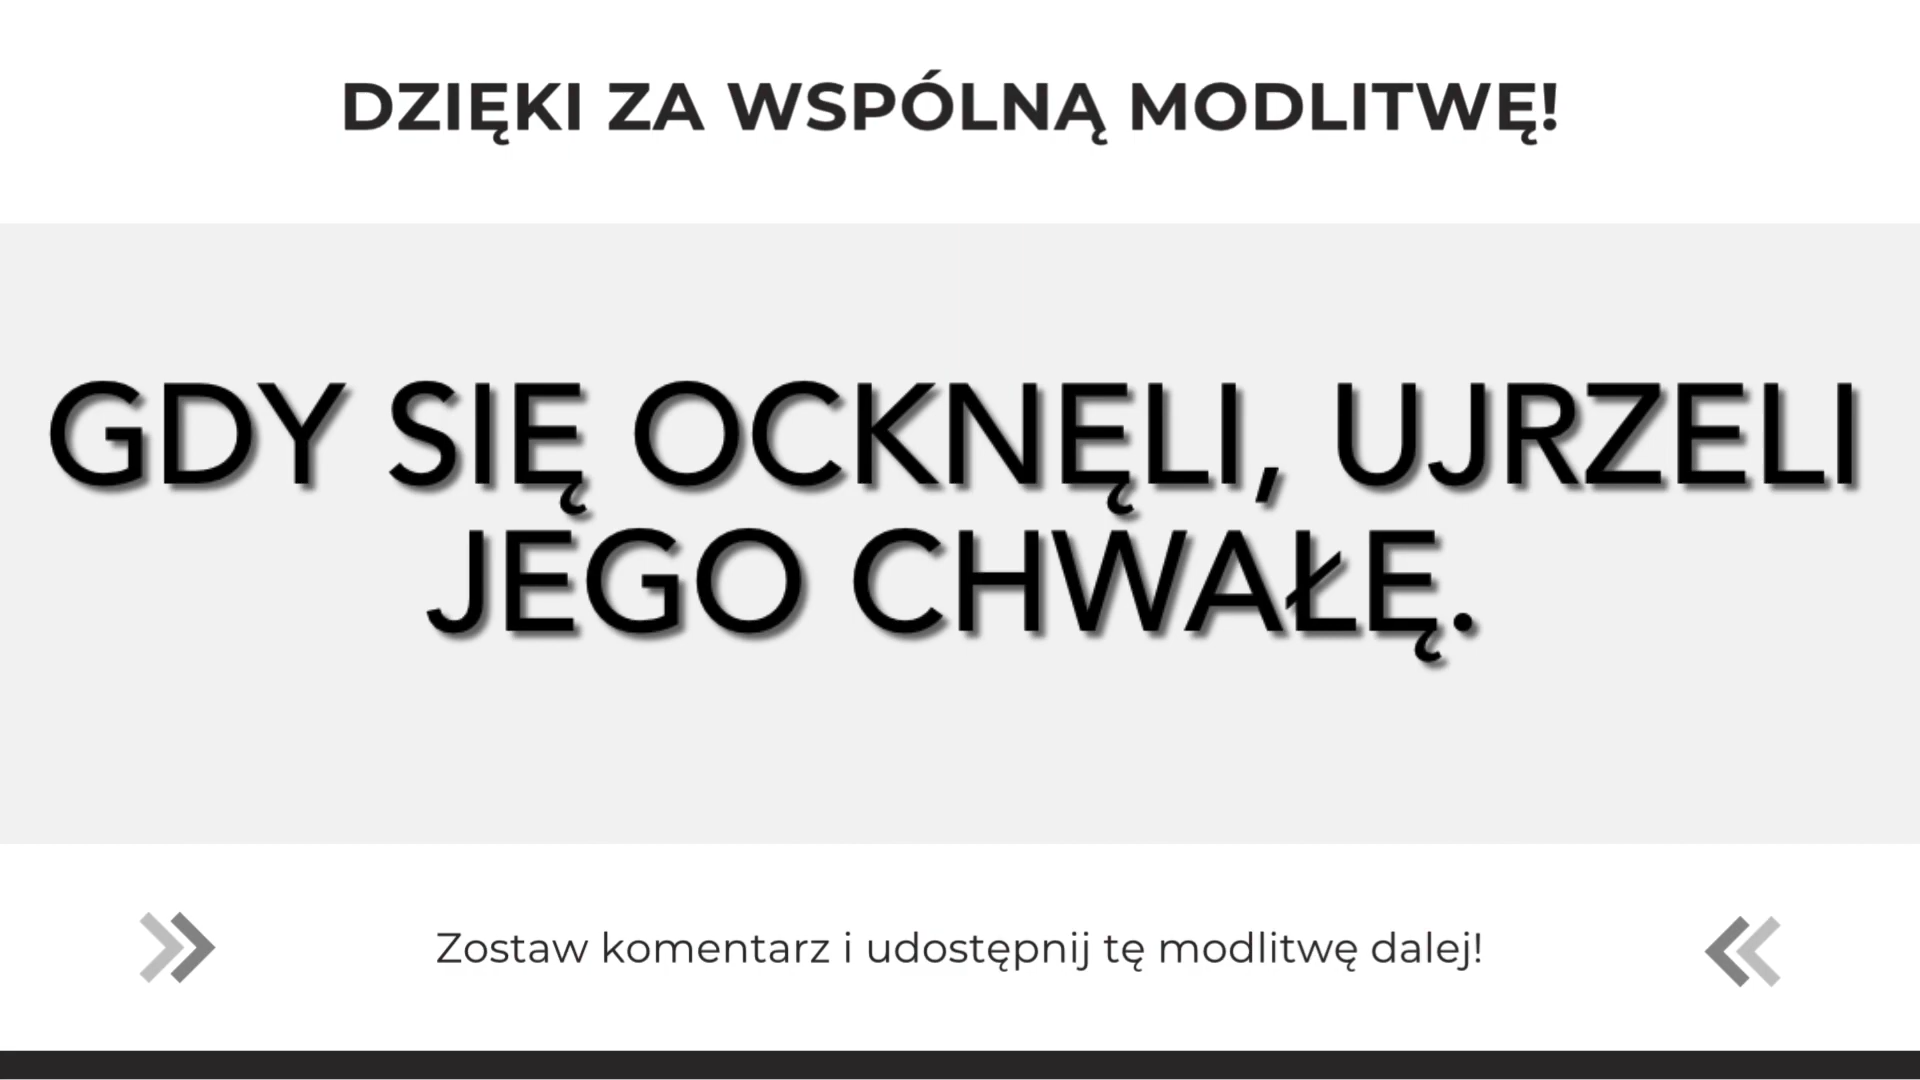 DZIĘKI ZA WSPÓLNĄ MODLITWĘ!
GDY SIĘ OCKNĘLI, UJRZELI
JEGO CHWAŁĘ.
Zostaw komentarz i udostępnij tę modlitwę dalej!